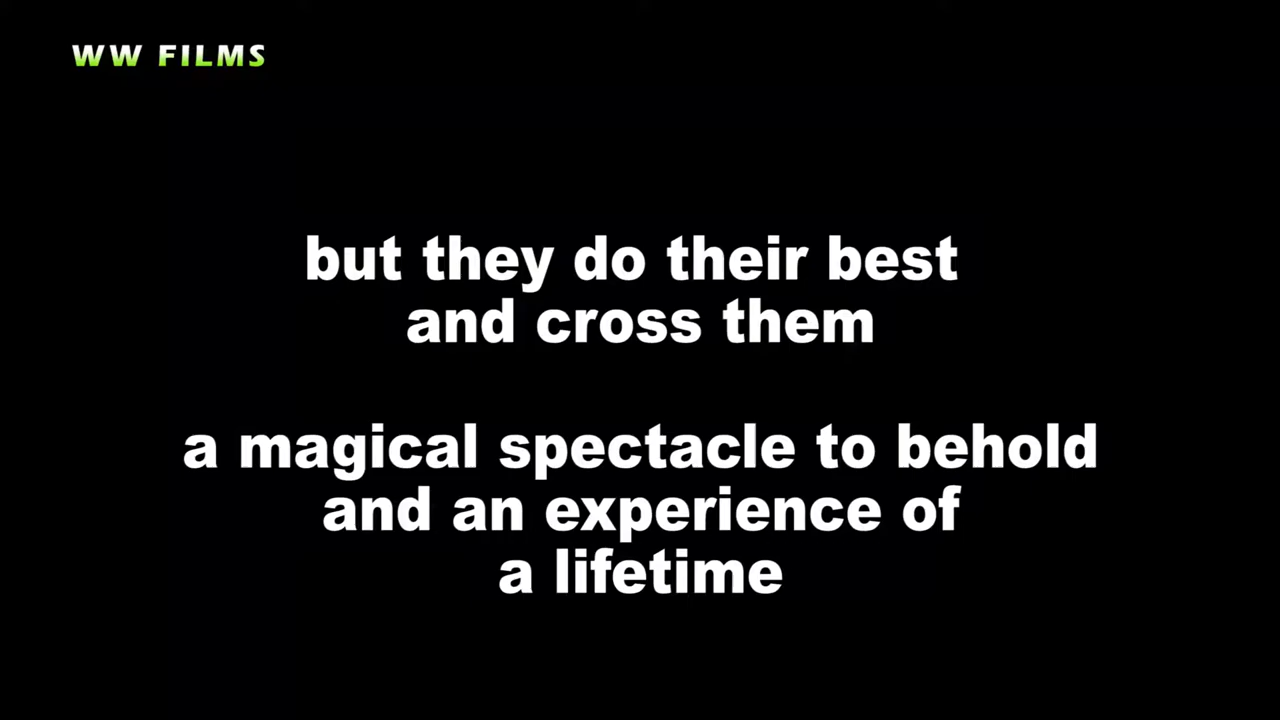 WW FILMS
but they do their best
and cross them
a magical spectacle to behold
and an experience of
a lifetime